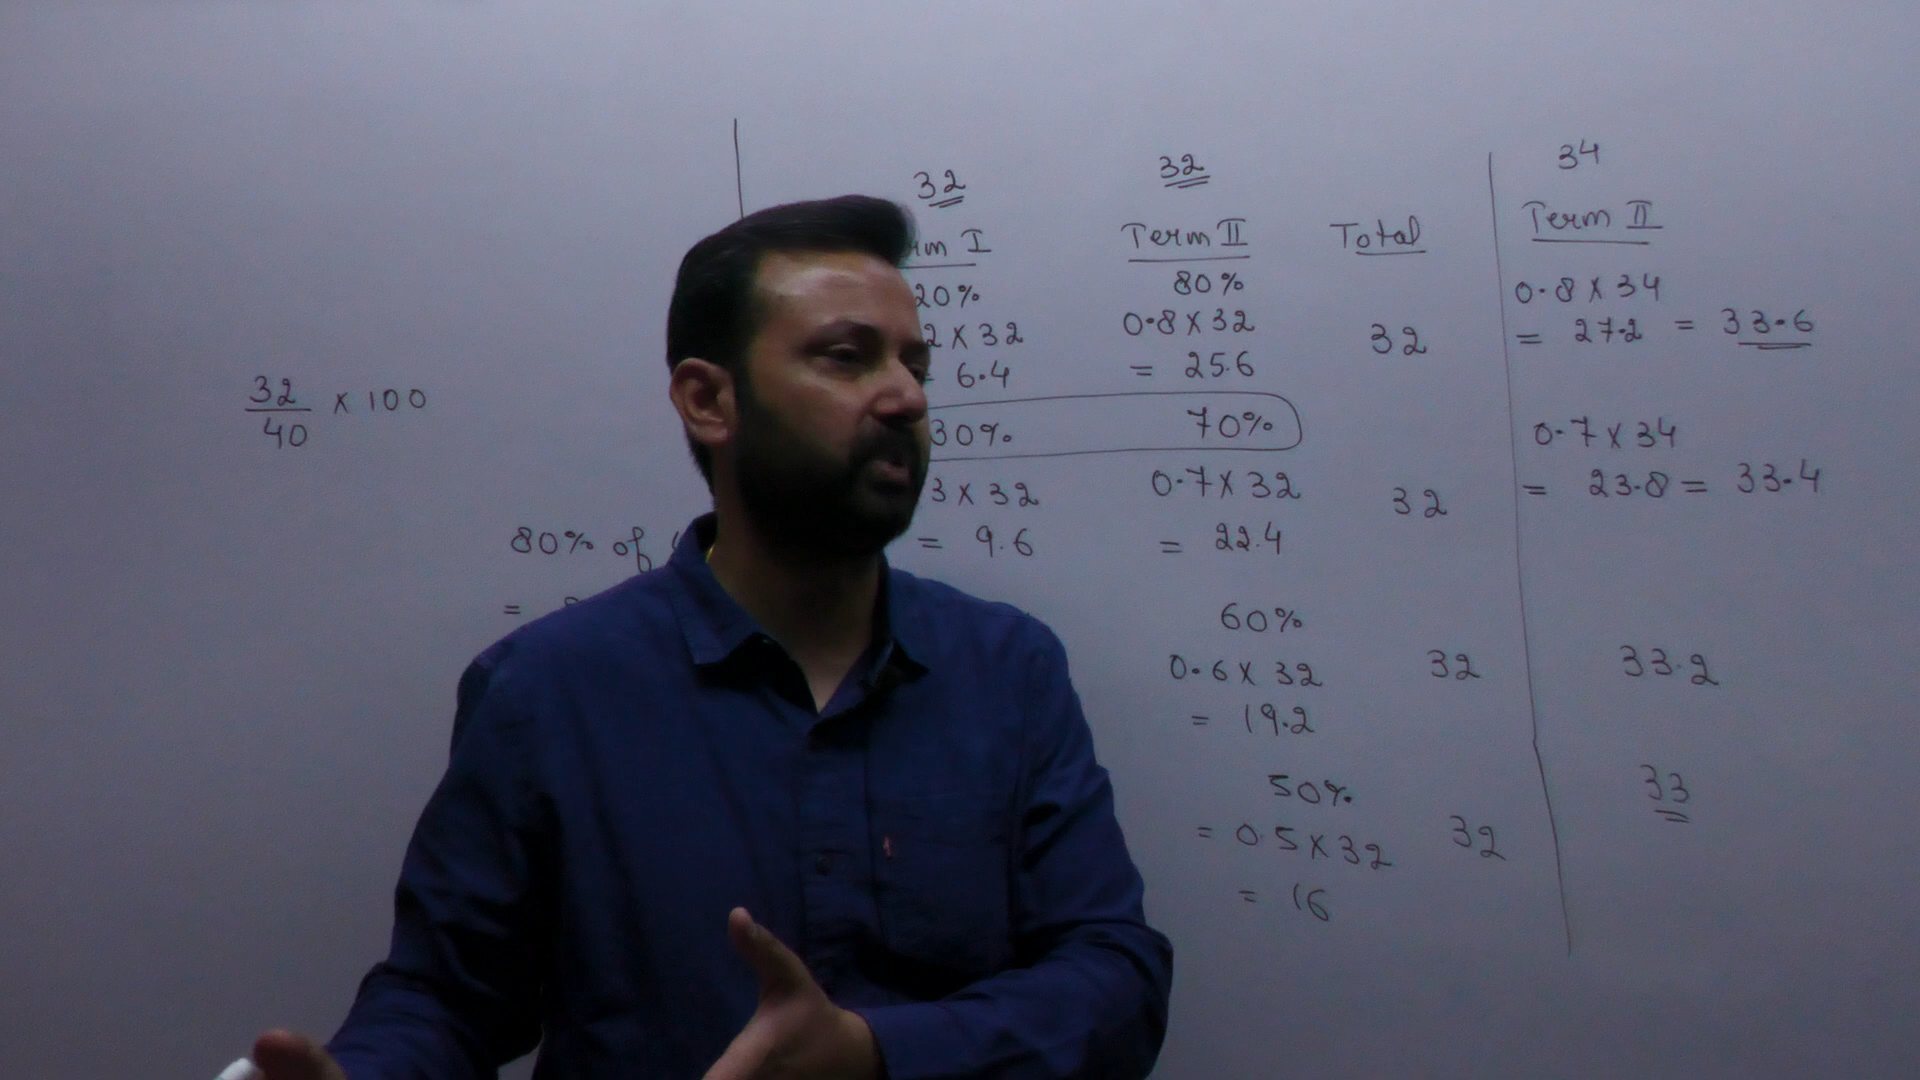 32
40
x 100
80% of
=
32
I
20%
2 x 32
6.4
30%
3 x 32
= 9.6
32
Term II
80%
0.8 x 32
= 25.6
70%
0.7 x 32
= 22.4
60%
0.6 x 32
= 19.2
50%
= 0.5 x 32
= 16
Total
32
32
32
32
34
Term II
0.8 x 34
= 27.2 = 33.6
0.7 x 34
= 23.8 = 33.4
33.2
33